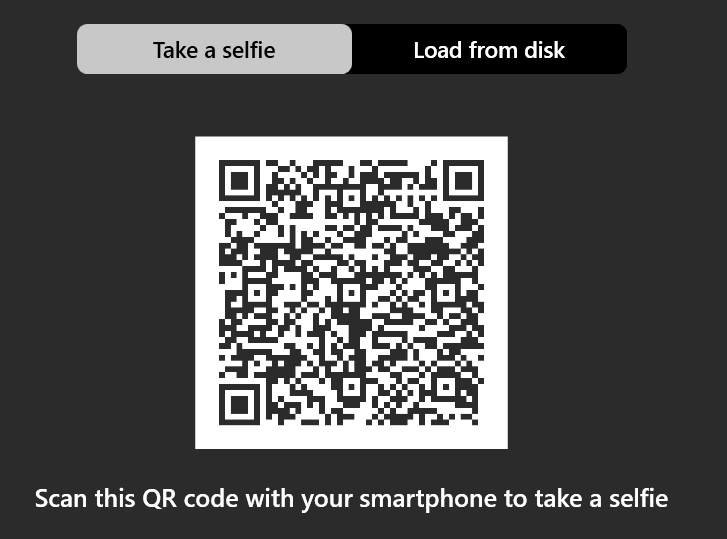 Take a selfie
Load from disk
Scan this QR code with your smartphone to take a selfie